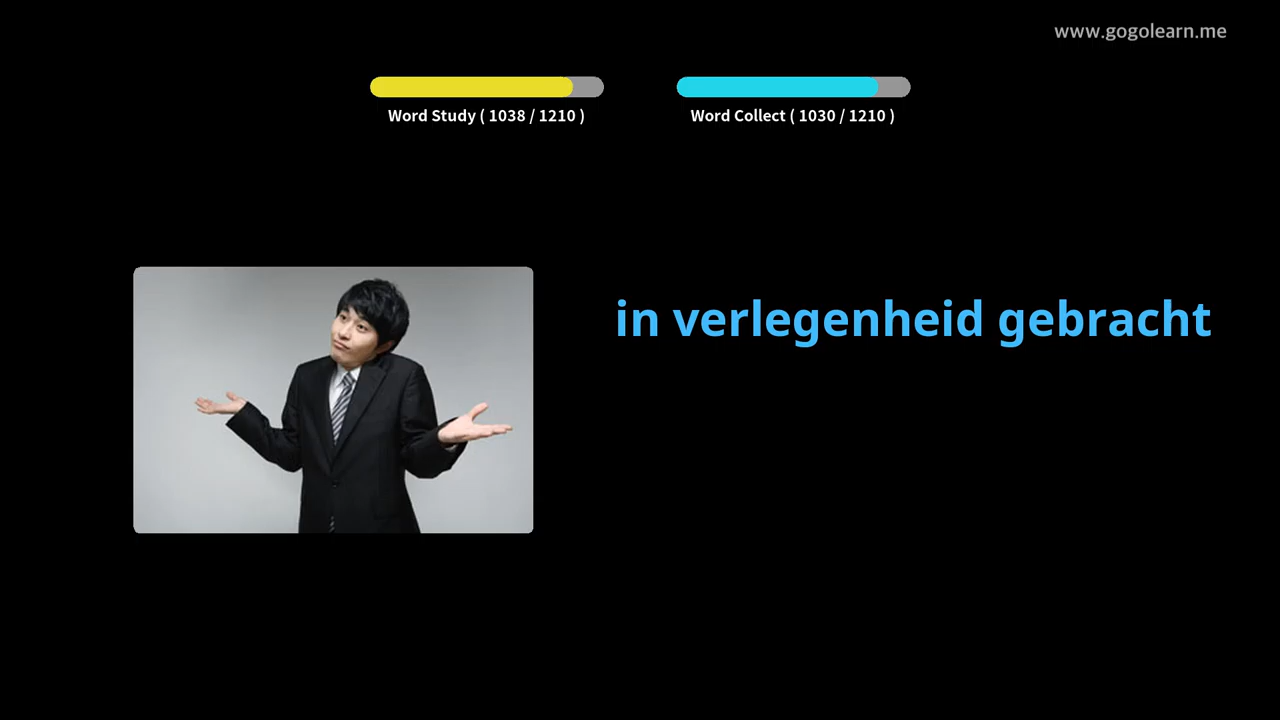 www.gogolearn.me
Word Study ( 1038 / 1210 )
Word Collect ( 1030 / 1210 )
in verlegenheid gebracht